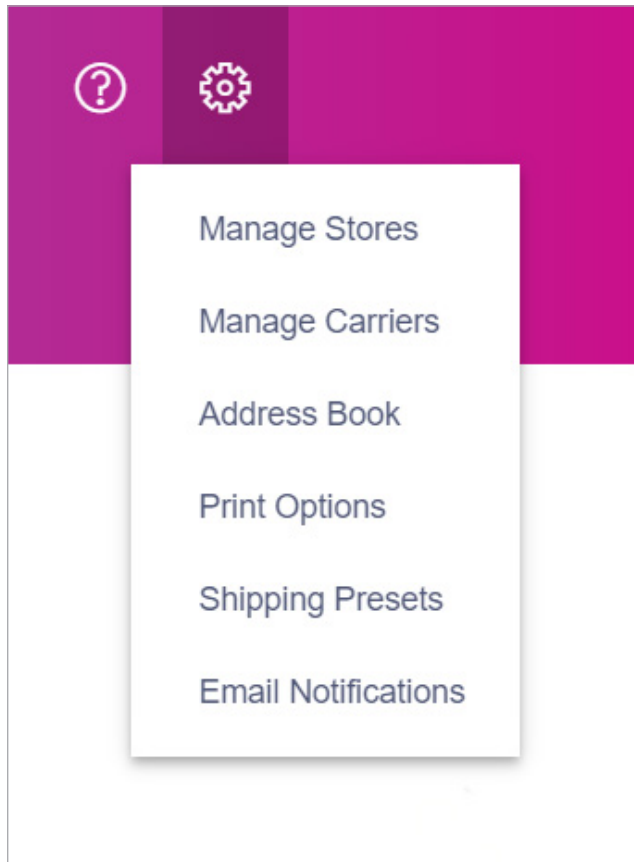 Manage Stores
Manage Carriers
Address Book
Print Options
Shipping Presets
Email Notifications